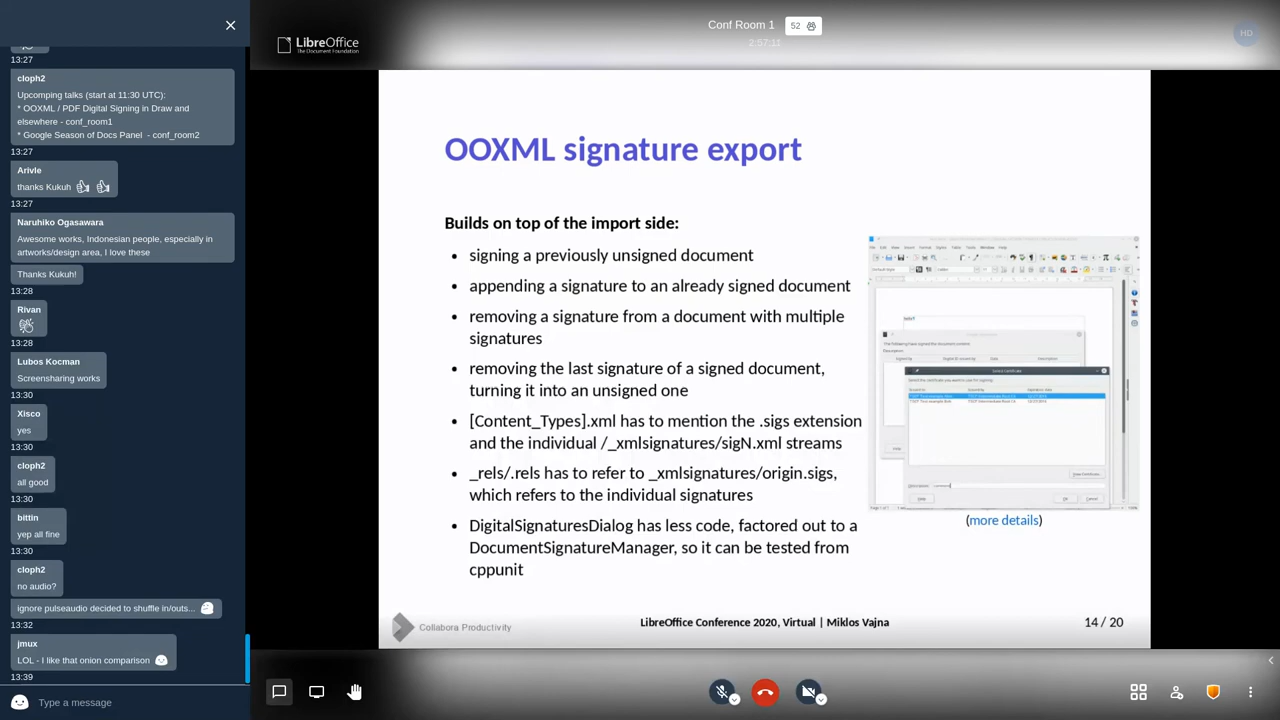 13:27
cloph2
Upcomping talks (start at 11:30 UTC):
* OOXML / PDF Digital Signing in Draw and
elsewhere - conf_room1
* Google Season of Docs Panel - conf_room2
13:27
Arivle
thanks Kukuh
13:27
Naruhiko Ogasawara
Awesome works, Indonesian people, especially in
artworks/design area, I love these
Thanks Kukuh!
13:28
Rivan
13:28
Lubos Kocman
Screensharing works
13:30
Xisco
yes
13:30
cloph2
all good
13:30
bittin
yep all fine
13:30
cloph2
no audio?
ignore pulseaudio decided to shuffle in/outs...
13:32
jmux
LOL - I like that onion comparison
13:39
Type a message
LibreOffice
The Document Foundation
Conf Room 1
52
2:57:11
HD
OOXML signature export
Builds on top of the import side:
• signing a previously unsigned document
• appending a signature to an already signed document
• removing a signature from a document with multiple
signatures
• removing the last signature of a signed document,
turning it into an unsigned one
• [Content_Types].xml has to mention the .sigs extension
and the individual /_xmlsignatures/sigN.xml streams
• _rels/.rels has to refer to _xmlsignatures/origin.sigs,
which refers to the individual signatures
• DigitalSignaturesDialog has less code, factored out to a
DocumentSignatureManager, so it can be tested from
cppunit
(more details)
Collabora Productivity
LibreOffice Conference 2020, Virtual | Miklos Vajna
14 / 20